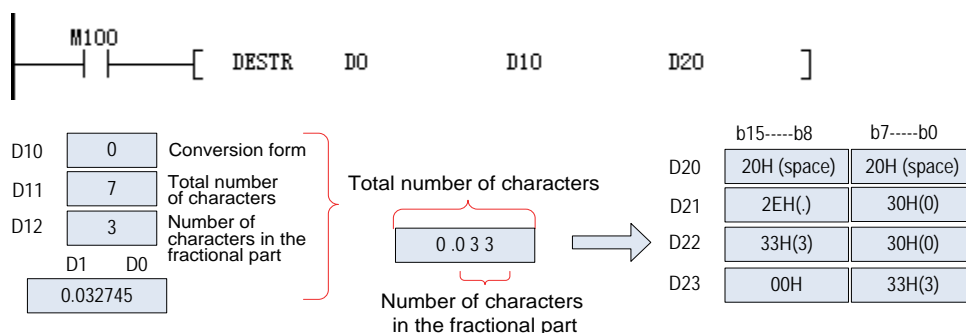 M100
DESTR D0 D10 D20
D10 0 Conversion form
D11 7 Total number
of characters
D12 3 Number of
characters in the
fractional part
D1 D0
0.032745
Total number of characters
0.033
Number of characters
in the fractional part
b15-----b8 b7-----b0
D20 20H (space) 20H (space)
D21 2EH(.) 30H(0)
D22 33H(3) 30H(0)
D23 00H 33H(3)